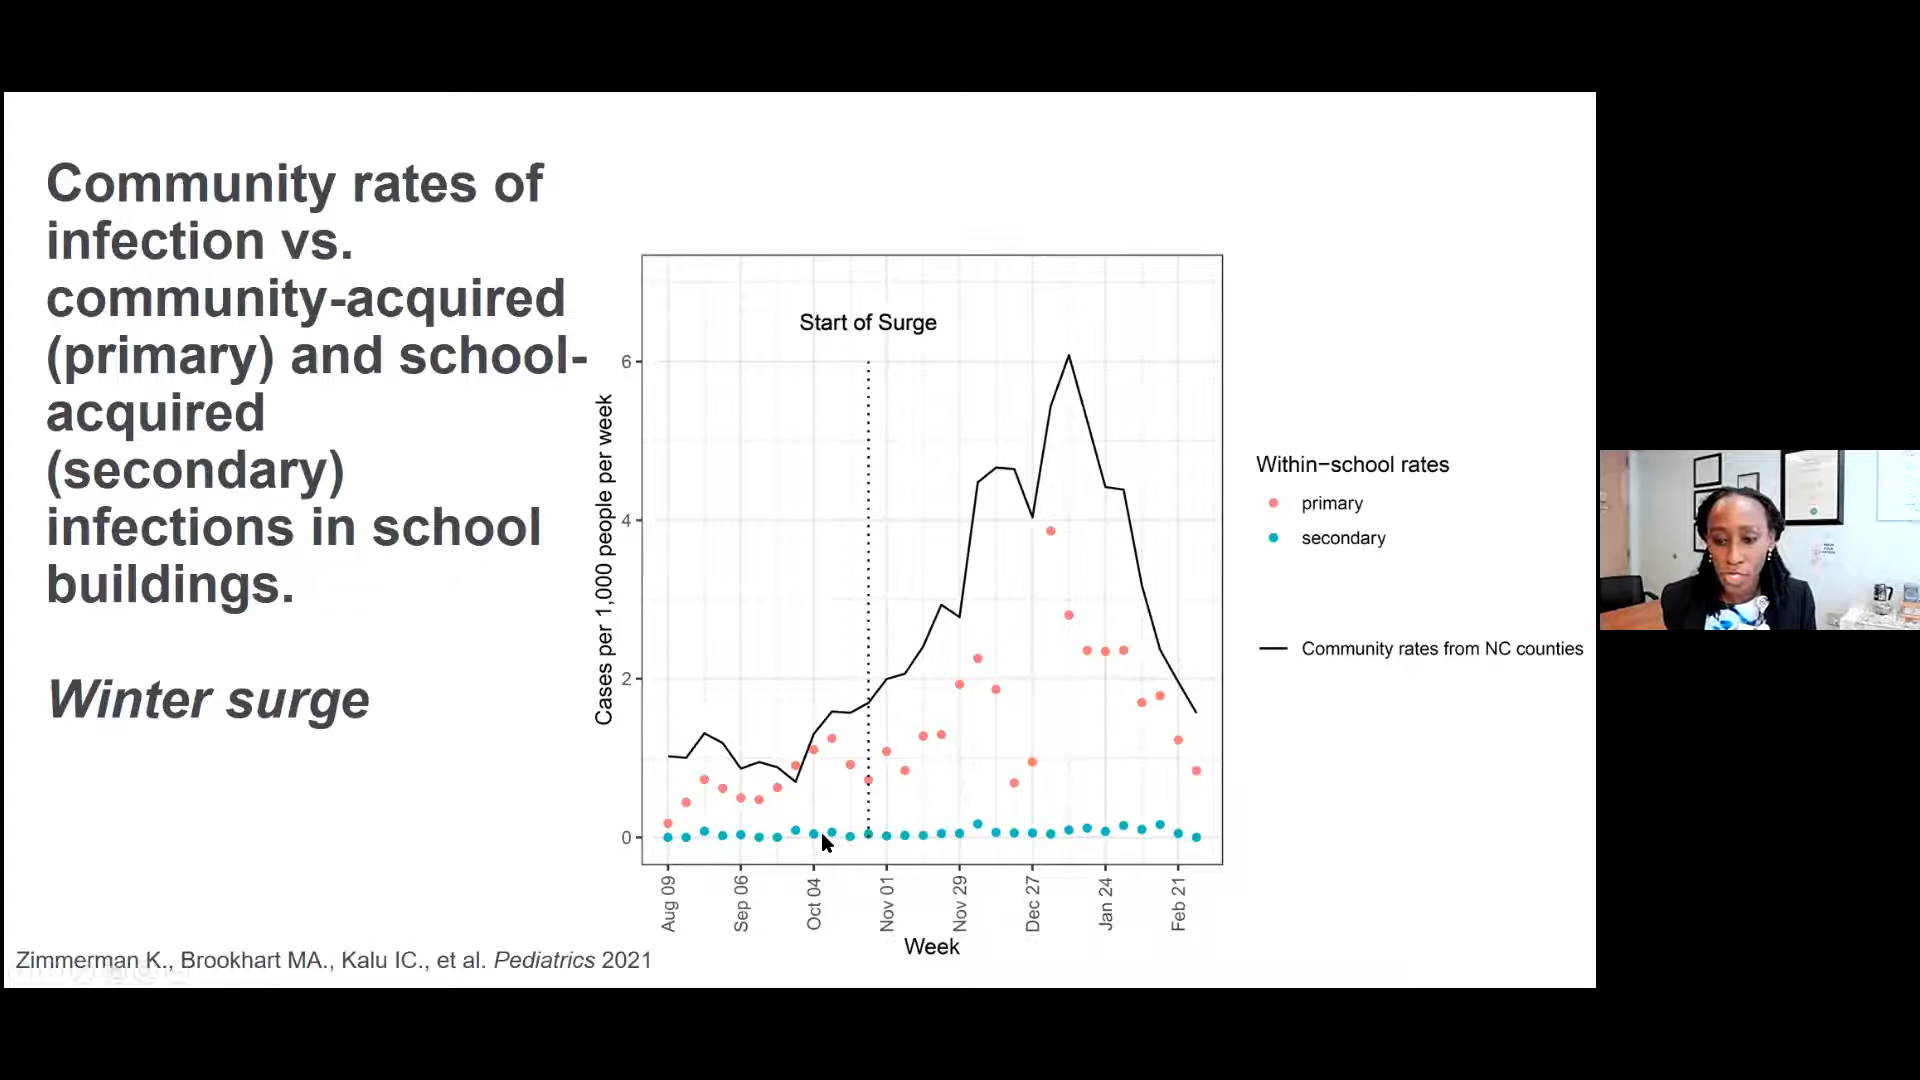 Community rates of
infection vs.
community-acquired
(primary) and school-
acquired
(secondary)
infections in school
buildings.
Winter surge
Start of Surge
Cases per 1,000 people per week
6
4
2
0
Aug 09
Sep 06
Oct 04
Nov 01
Nov 29
Dec 27
Jan 24
Feb 21
Week
Within−school rates
primary
secondary
Community rates from NC counties
Zimmerman K., Brookhart MA., Kalu IC., et al. Pediatrics 2021